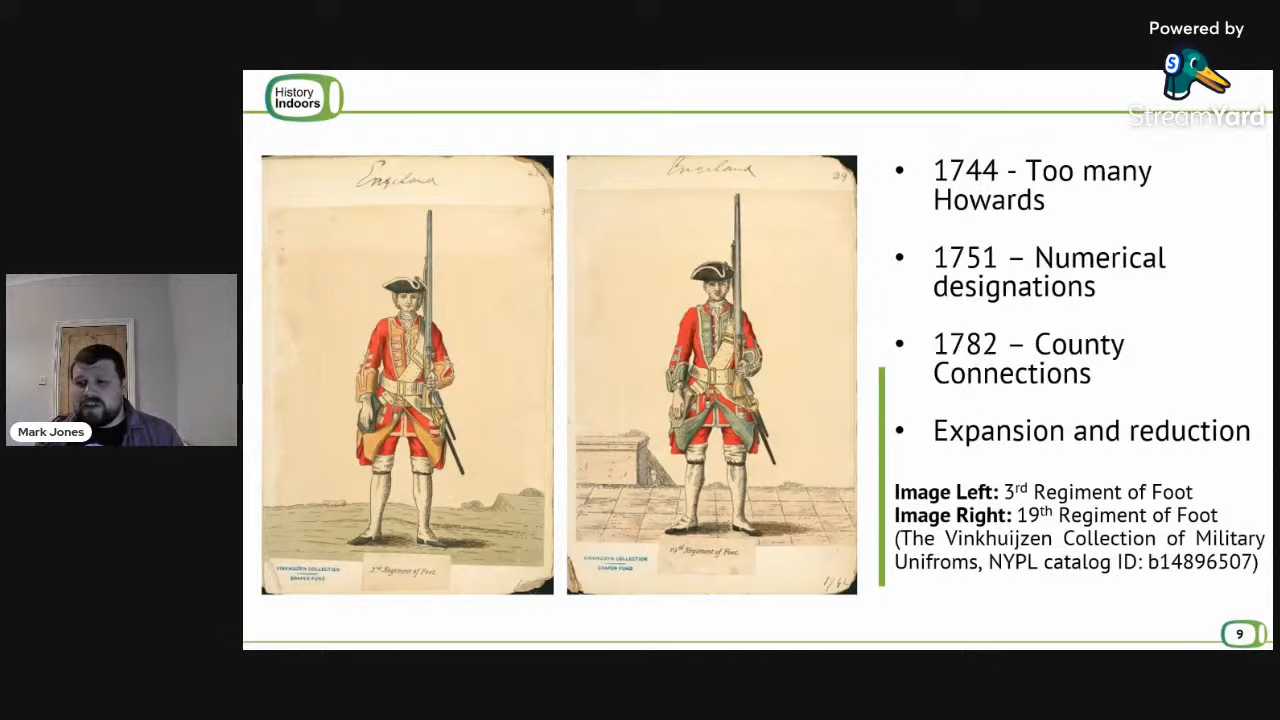 Powered by
StreamYard
History
Indoors
England
England
39
3rd Regiment of Foot.
19th Regiment of Foot.
VINKHUIJZEN COLLECTION
DRAPER FUND
VINKHUIJZEN COLLECTION
DRAPER FUND
• 1744 - Too many
Howards
• 1751 – Numerical
designations
• 1782 – County
Connections
• Expansion and reduction
Image Left: 3rd Regiment of Foot
Image Right: 19th Regiment of Foot
(The Vinkhuijzen Collection of Military
Unifroms, NYPL catalog ID: b14896507)
Mark Jones
9